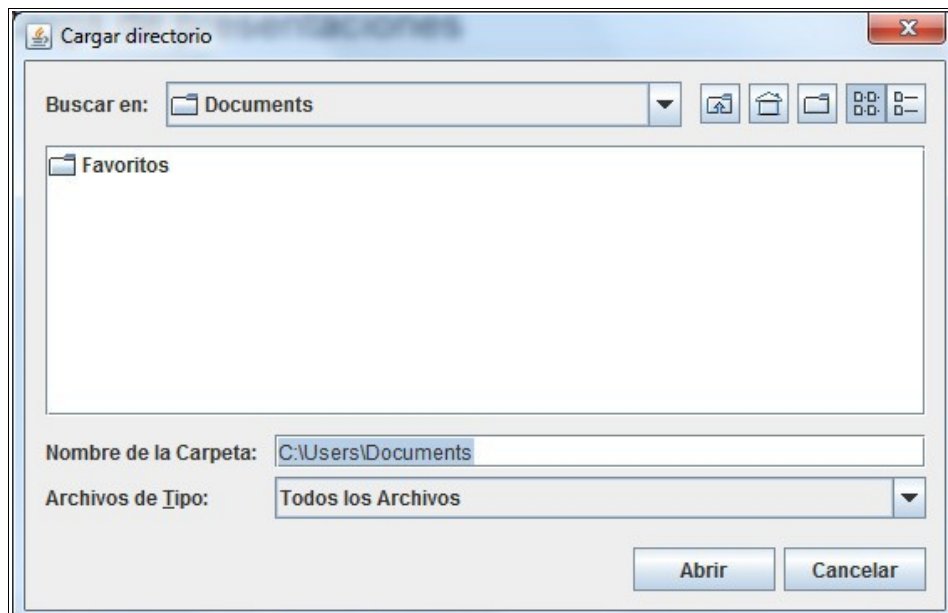 Cargar directorio
Buscar en: Documents
Favoritos
Nombre de la Carpeta: C:\Users\Documents
Archivos de Tipo: Todos los Archivos
Abrir Cancelar